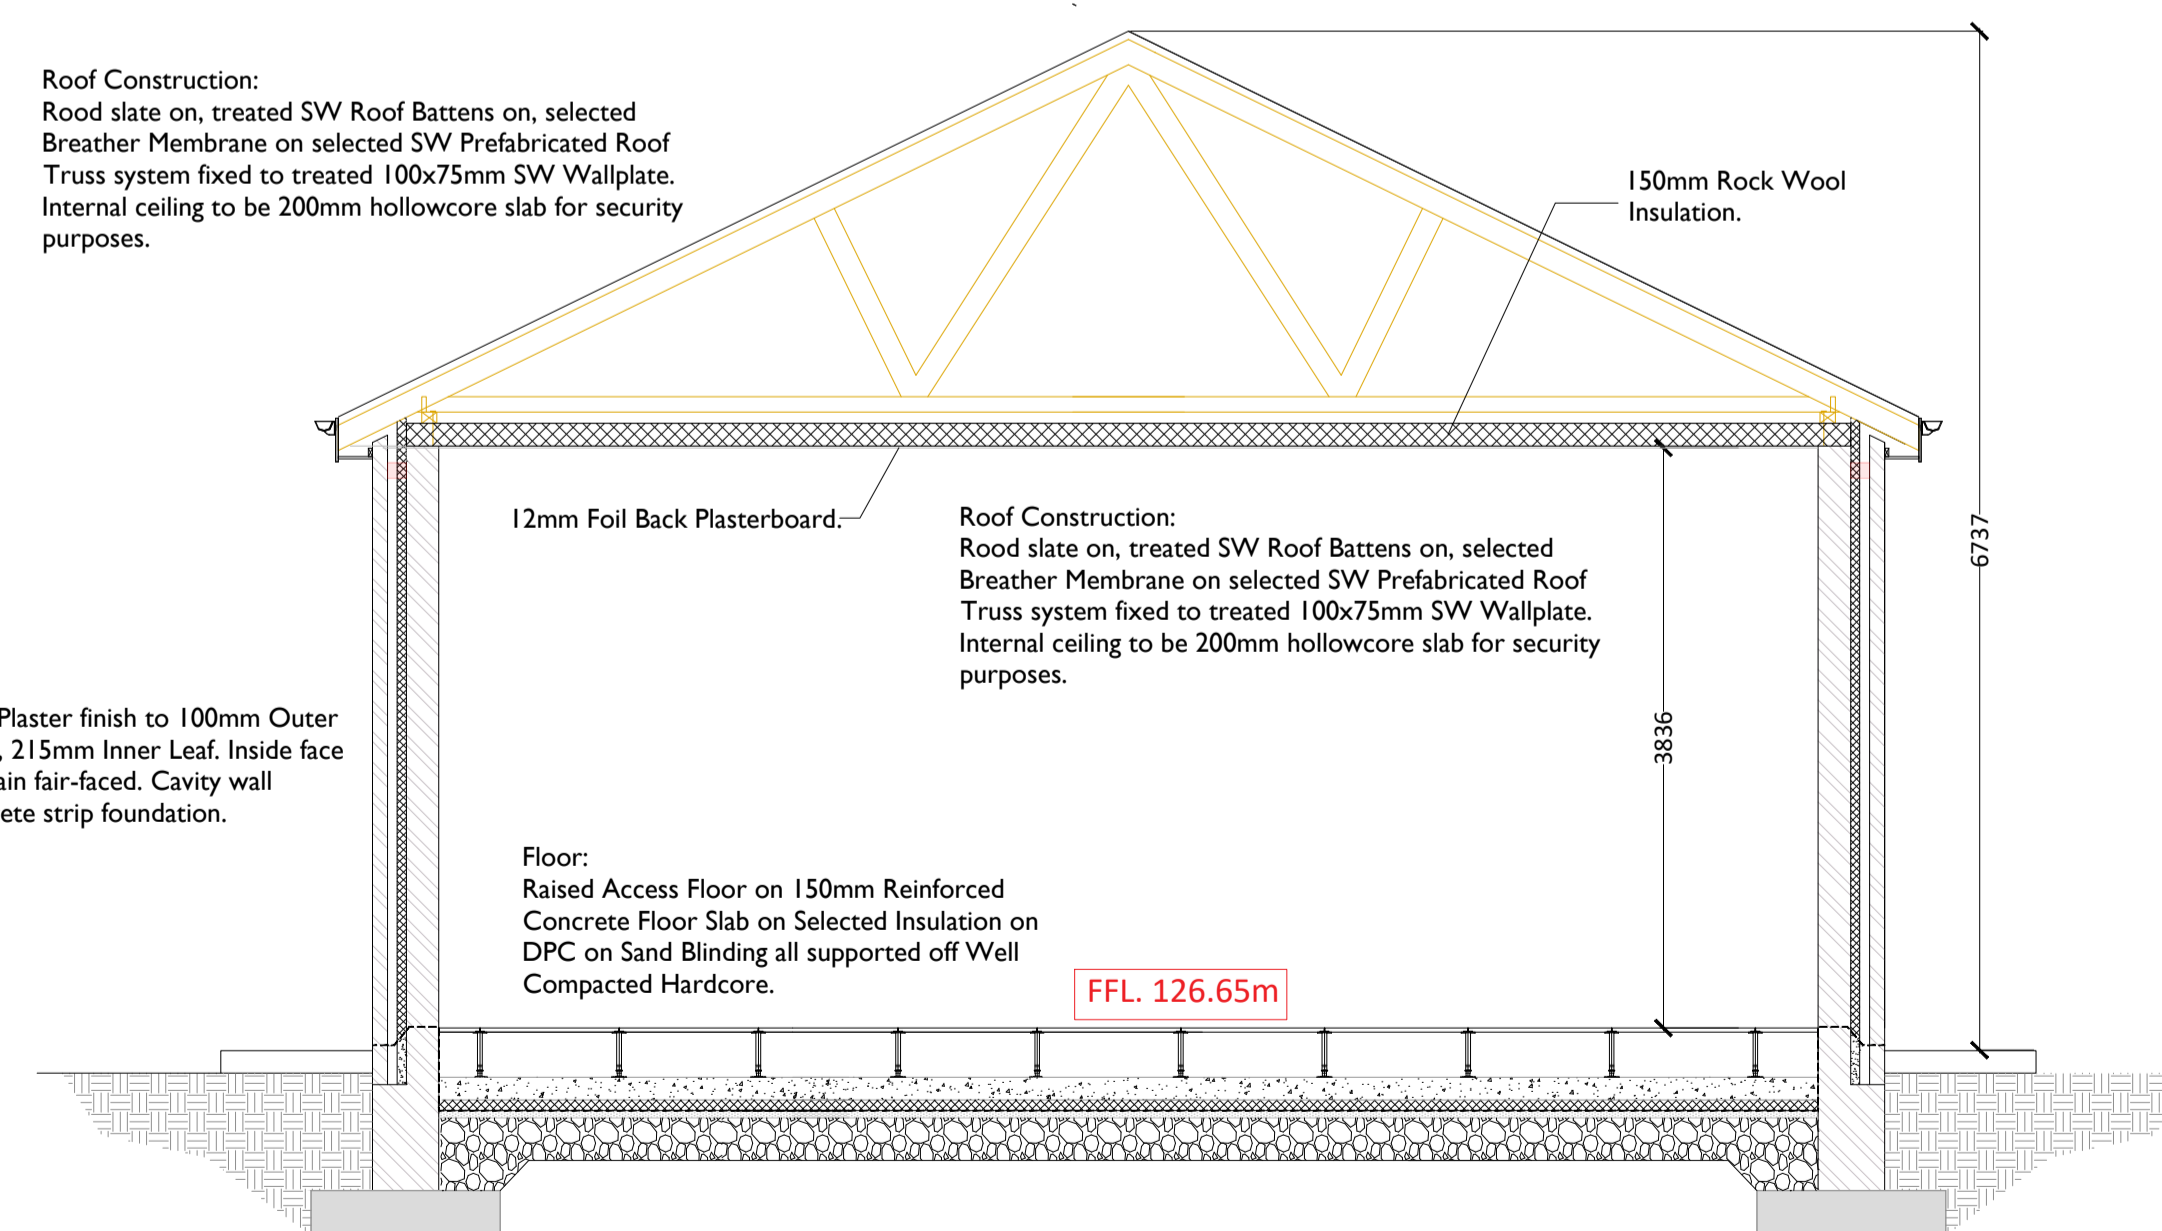 Roof Construction:
Rood slate on, treated SW Roof Battens on, selected
Breather Membrane on selected SW Prefabricated Roof
Truss system fixed to treated 100x75mm SW Wallplate.
Internal ceiling to be 200mm hollowcore slab for security
purposes.
150mm Rock Wool
Insulation.
12mm Foil Back Plasterboard.
Roof Construction:
Rood slate on, treated SW Roof Battens on, selected
Breather Membrane on selected SW Prefabricated Roof
Truss system fixed to treated 100x75mm SW Wallplate.
Internal ceiling to be 200mm hollowcore slab for security
purposes.
6737
3836
Plaster finish to 100mm Outer
, 215mm Inner Leaf. Inside face
ain fair-faced. Cavity wall
ete strip foundation.
Floor:
Raised Access Floor on 150mm Reinforced
Concrete Floor Slab on Selected Insulation on
DPC on Sand Blinding all supported off Well
Compacted Hardcore.
FFL. 126.65m